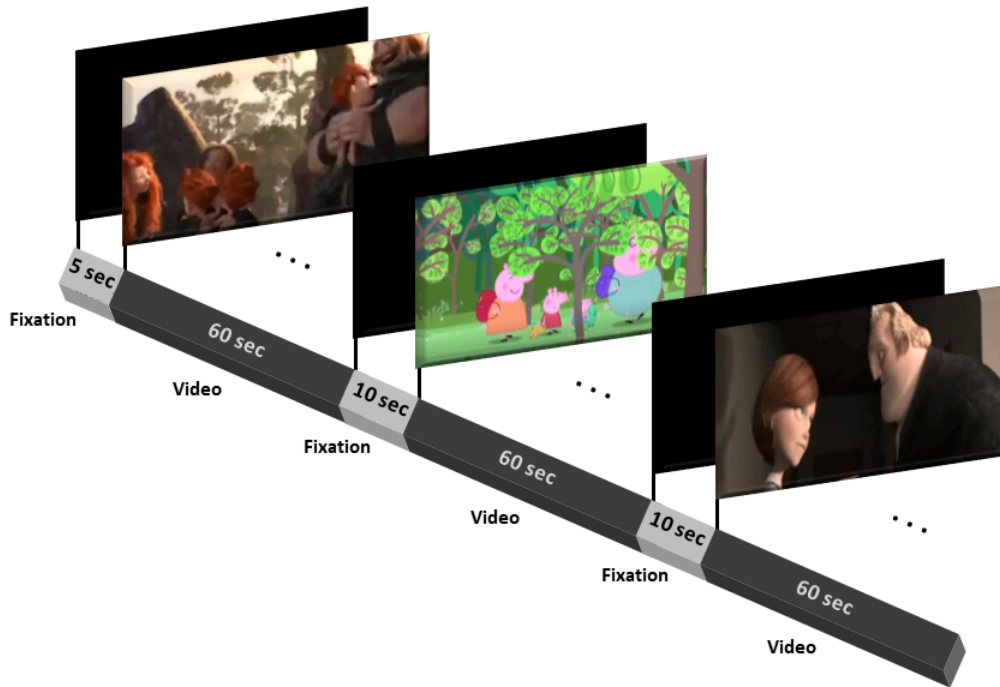 5 sec
Fixation
60 sec
Video
. . .
10 sec
Fixation
60 sec
Video
. . .
10 sec
Fixation
60 sec
Video
. . .